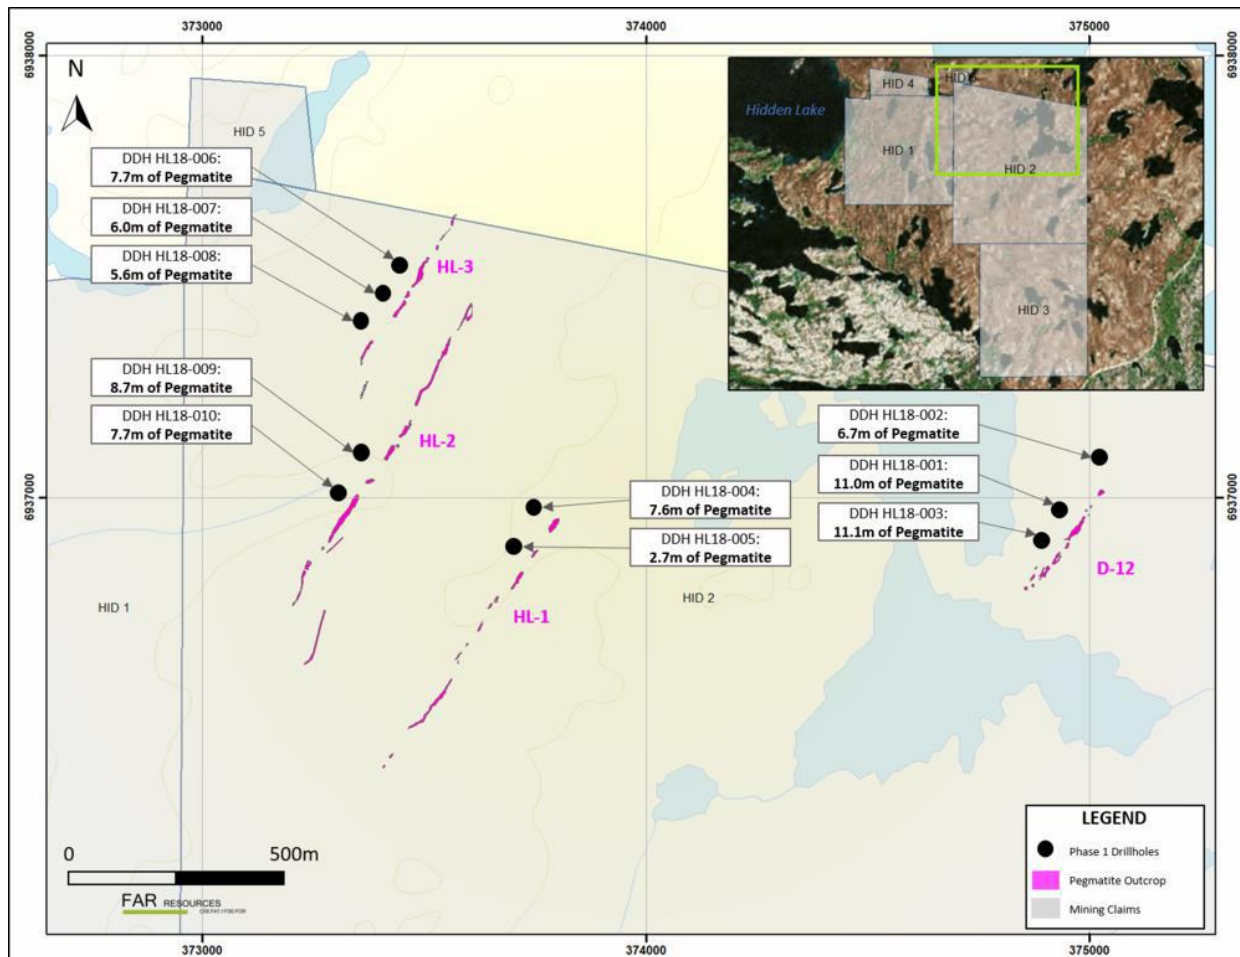 373000
374000
375000
6938000
6938000
N
HID 5
HID 4
Hidden Lake
HID 1
HID 2
HID 3
DDH HL18-006:
7.7m of Pegmatite
DDH HL18-007:
6.0m of Pegmatite
DDH HL18-008:
5.6m of Pegmatite
HL-3
DDH HL18-009:
8.7m of Pegmatite
DDH HL18-010:
7.7m of Pegmatite
HL-2
DDH HL18-002:
6.7m of Pegmatite
DDH HL18-001:
11.0m of Pegmatite
DDH HL18-003:
11.1m of Pegmatite
6937000
6937000
DDH HL18-004:
7.6m of Pegmatite
DDH HL18-005:
2.7m of Pegmatite
D-12
HID 1
HL-1
HID 2
0 500m
FAR RESOURCES
LEGEND
Phase 1 Drillholes
Pegmatite Outcrop
Mining Claims
373000
374000
375000